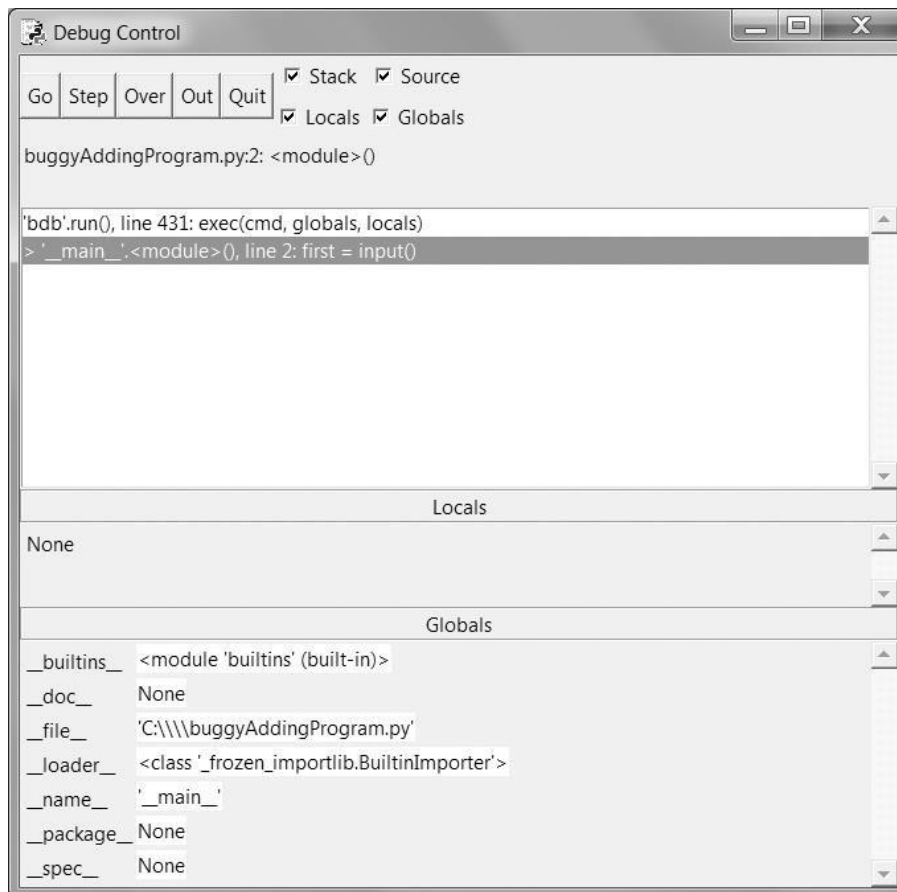 Debug Control
X
Stack Source
Go Step Over Out Quit
Locals Globals
buggyAddingProgram.py:2: <module>()
'bdb'.run(), line 431: exec(cmd, globals, locals)
> '__main__'.<module>(), line 2: first = input()
Locals
None
Globals
__builtins__ <module 'builtins' (built-in)>
__doc__ None
__file__ 'C:\\\\buggyAddingProgram.py'
__loader__ <class '_frozen_importlib.BuiltinImporter'>
__name__ '__main__'
__package__ None
__spec__ None